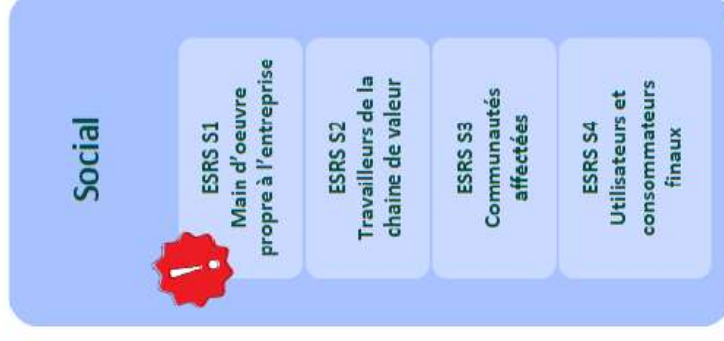 Social
ESRS S1
Main d'oeuvre
propre à l'entreprise
ESRS S2
Travailleurs de la
chaine de valeur
ESRS S3
Communautés
affectées
ESRS S4
Utilisateurs et
consommateurs
finaux